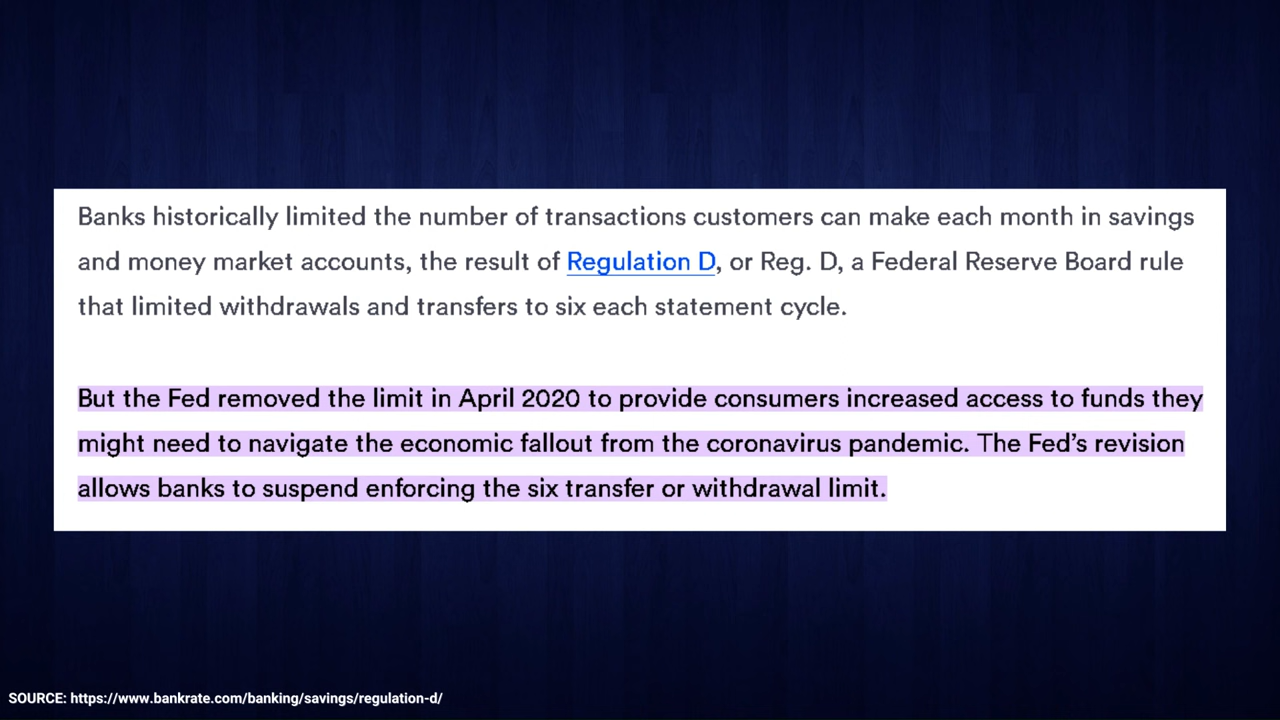 Banks historically limited the number of transactions customers can make each month in savings
and money market accounts, the result of Regulation D, or Reg. D, a Federal Reserve Board rule
that limited withdrawals and transfers to six each statement cycle.
But the Fed removed the limit in April 2020 to provide consumers increased access to funds they
might need to navigate the economic fallout from the coronavirus pandemic. The Fed’s revision
allows banks to suspend enforcing the six transfer or withdrawal limit.
SOURCE: https://www.bankrate.com/banking/savings/regulation-d/